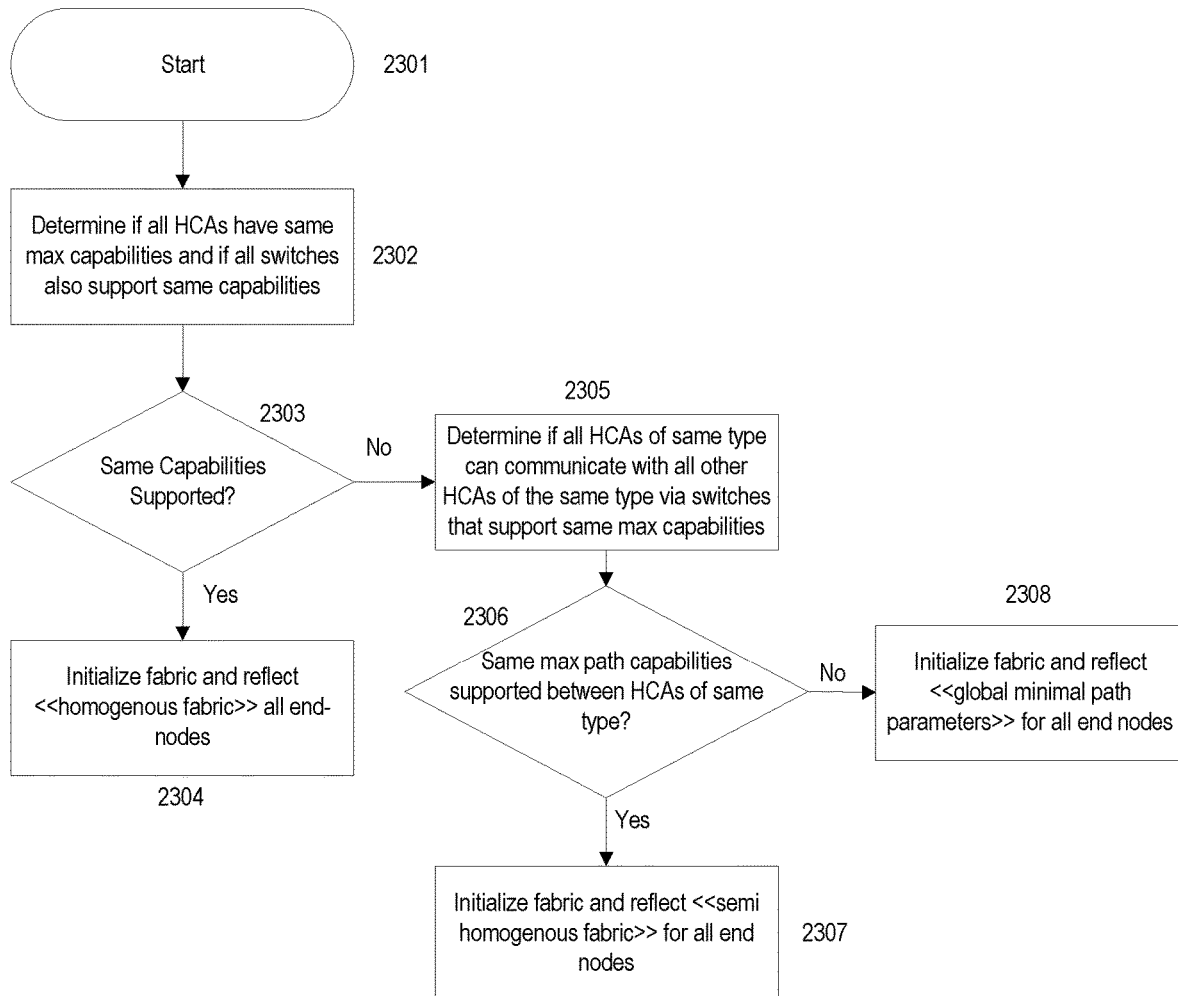 Start
2301
Determine if all HCAs have same
max capabilities and if all switches
also support same capabilities
2302
2303
Same Capabilities
Supported?
No
Yes
2305
Determine if all HCAs of same type
can communicate with all other
HCAs of the same type via switches
that support same max capabilities
2306
Same max path capabilities
supported between HCAs of same
type?
No
Yes
2308
Initialize fabric and reflect
<<global minimal path
parameters>> for all end nodes
Initialize fabric and reflect
<<homogenous fabric>> all end-
nodes
2304
Initialize fabric and reflect <<semi
homogenous fabric>> for all end
nodes
2307